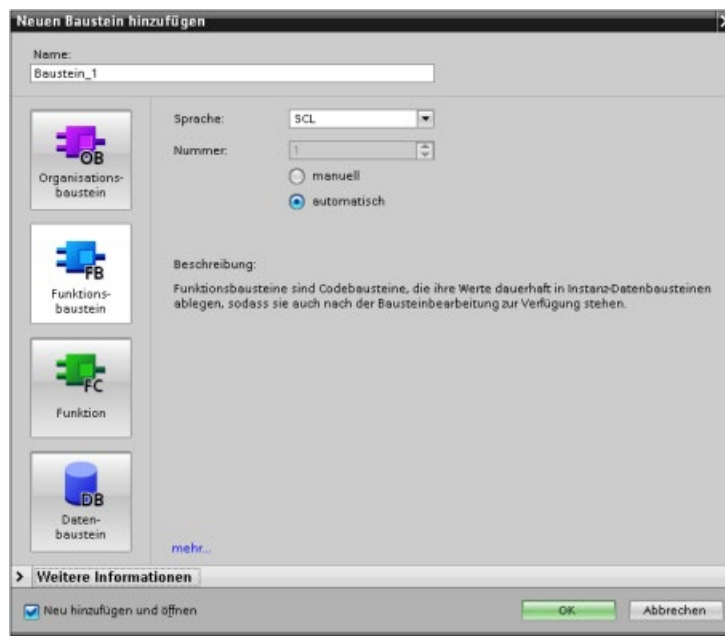 Neuen Baustein hinzufügen
Name:
Baustein_1
OB
Organisations-
baustein
FB
Funktions-
baustein
FC
Funktion
DB
Daten-
baustein
Sprache:
SCL
Nummer:
1
manuell
automatisch
Beschreibung:
Funktionsbausteine sind Codebausteine, die ihre Werte dauerhaft in Instanz-Datenbausteinen
ablegen, sodass sie auch nach der Bausteinbearbeitung zur Verfügung stehen.
mehr...
Weitere Informationen
Neu hinzufügen und öffnen
OK
Abbrechen